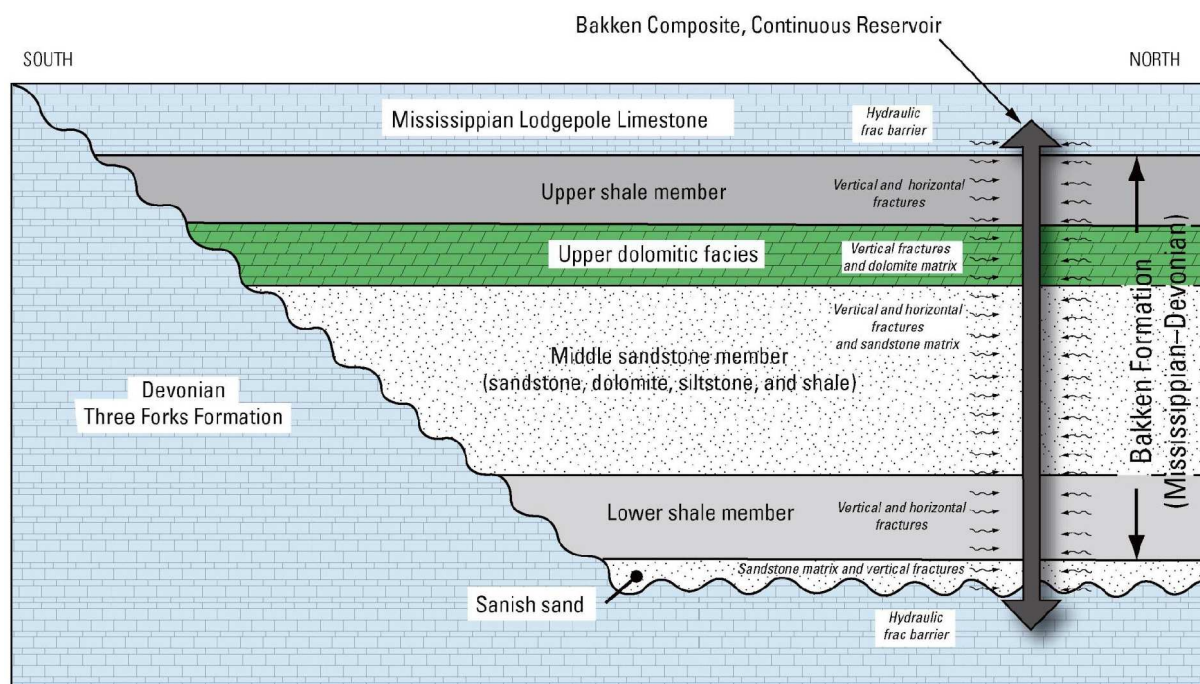 Bakken Composite, Continuous Reservoir
SOUTH
NORTH
Mississippian Lodgepole Limestone
Hydraulic
frac barrier
Upper shale member
Vertical and horizontal
fractures
Upper dolomitic facies
Vertical fractures
and dolomite matrix
Middle sandstone member
(sandstone, dolomite, siltstone, and shale)
Vertical and horizontal
fractures
and sandstone matrix
Bakken Formation
(Mississippian–Devonian)
Devonian
Three Forks Formation
Lower shale member
Vertical and horizontal
fractures
Sandstone matrix and vertical fractures
Sanish sand
Hydraulic
frac barrier